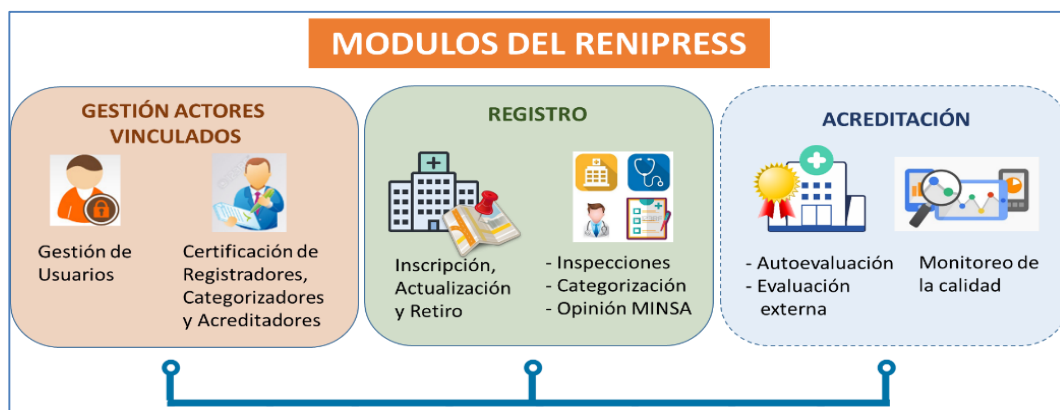 MODULOS DEL RENIPRESS
GESTIÓN ACTORES
VINCULADOS
Gestión de
Usuarios
Certificación de
Registradores,
Categorizadores
y Acreditadores
REGISTRO
Inscripción,
Actualización
y Retiro
- Inspecciones
- Categorización
- Opinión MINSA
ACREDITACIÓN
- Autoevaluación
- Evaluación
externa
Monitoreo de
la calidad